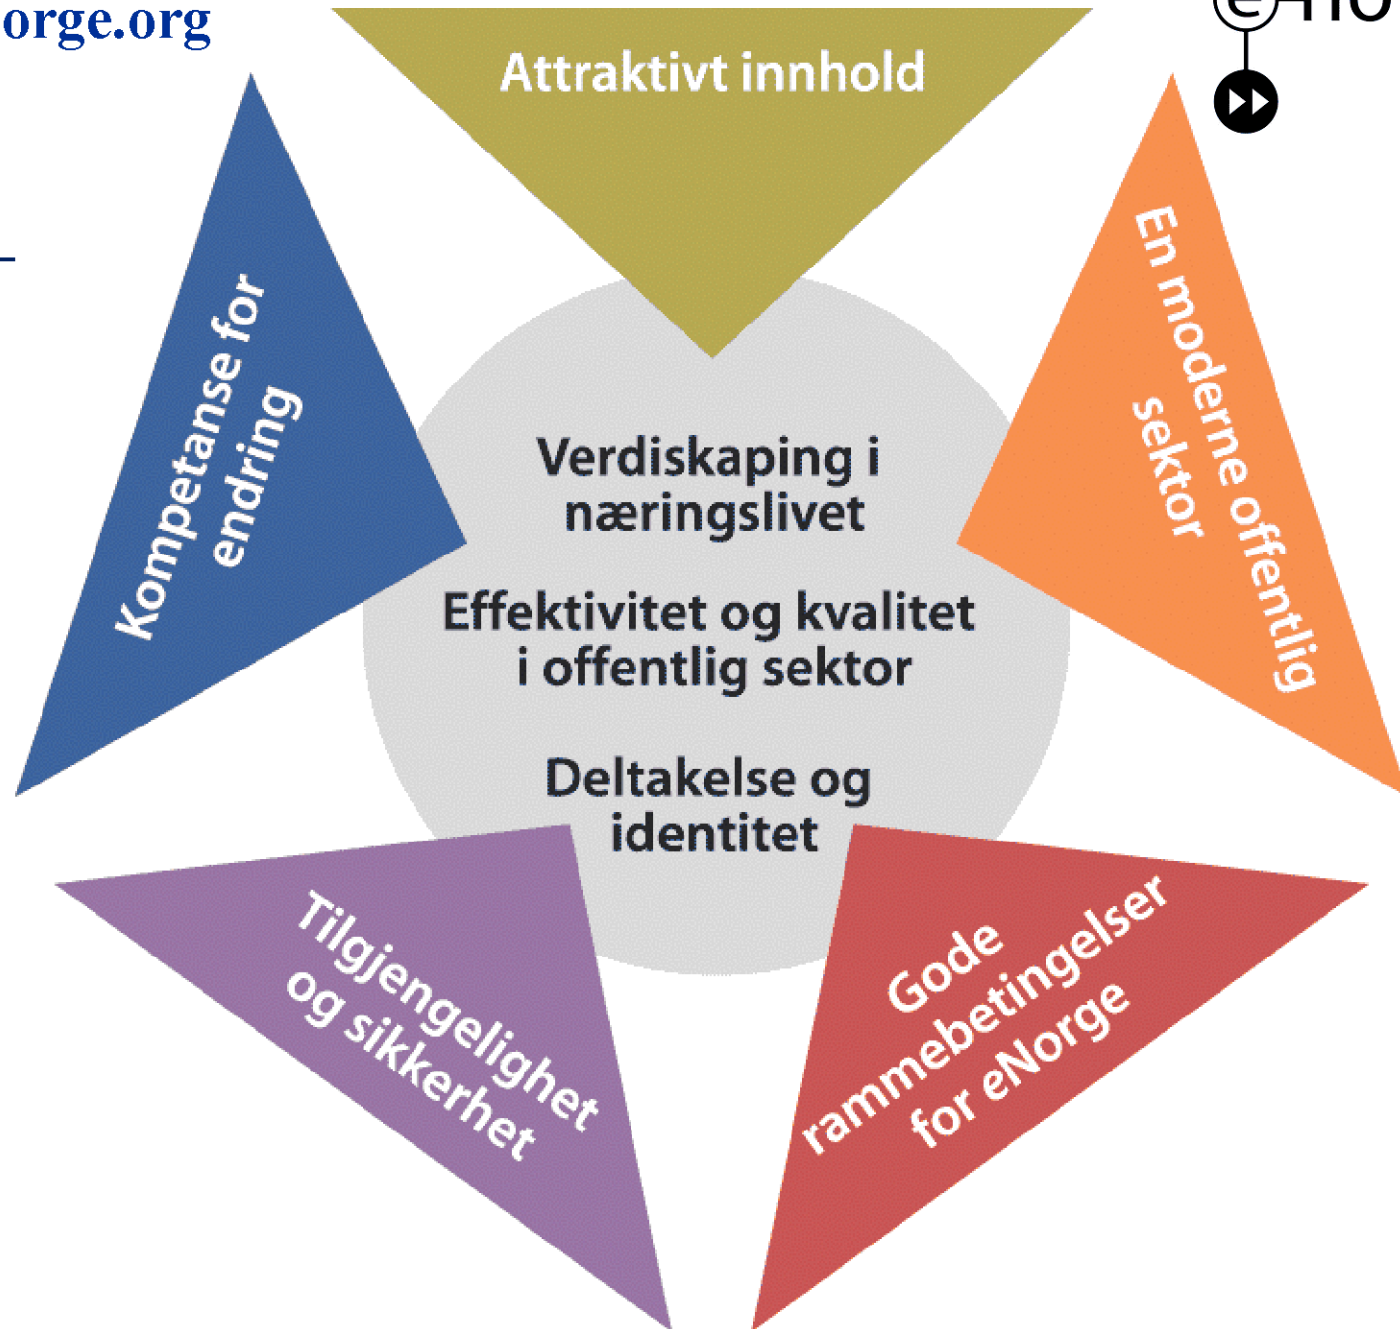 orge.org
Attraktivt innhold
Kompetanse for
endring
En moderne offentlig
sektor
Verdiskaping i
næringslivet
Effektivitet og kvalitet
i offentlig sektor
Deltakelse og
identitet
Tilgjengelighet
og sikkerhet
Gode
rammebetingelser
for eNorge